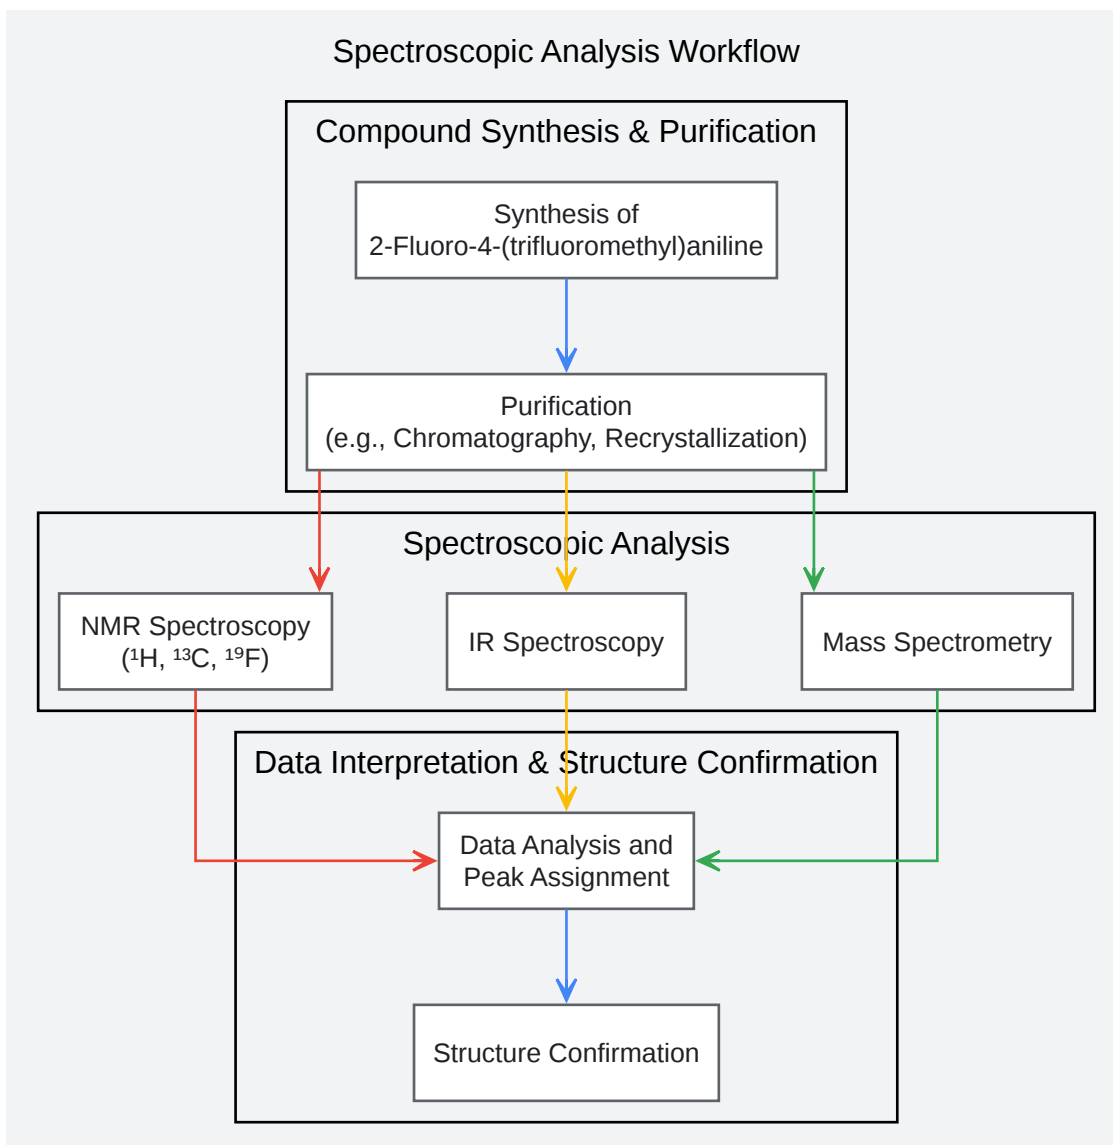 Spectroscopic Analysis Workflow
Compound Synthesis & Purification
Synthesis of
2-Fluoro-4-(trifluoromethyl)aniline
Purification
(e.g., Chromatography, Recrystallization)
Spectroscopic Analysis
NMR Spectroscopy
(¹H, ¹³C, ¹⁹F)
IR Spectroscopy
Mass Spectrometry
Data Interpretation & Structure Confirmation
Data Analysis and
Peak Assignment
Structure Confirmation